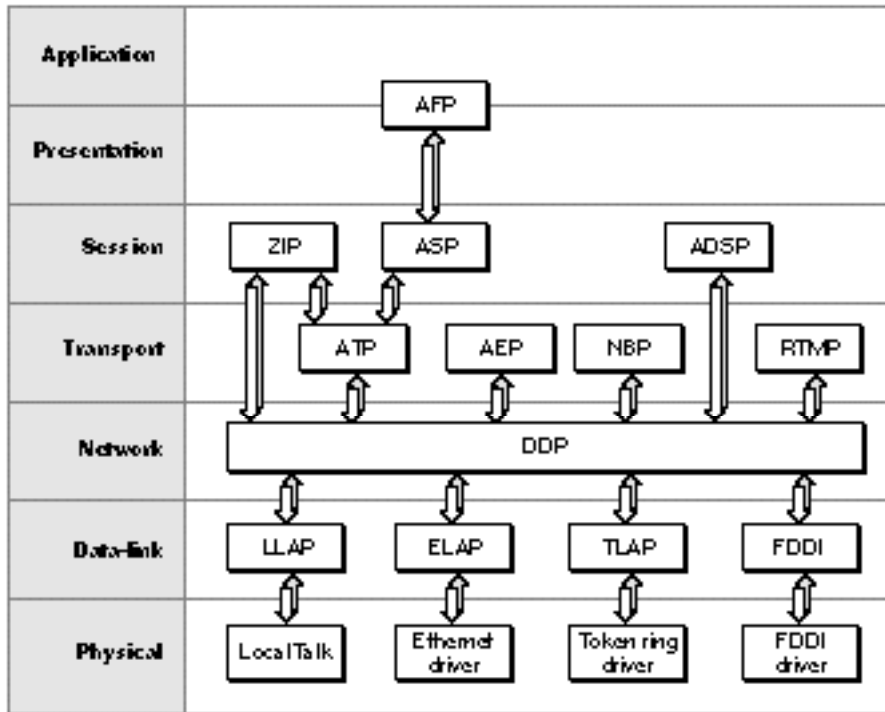 Application
AFP
Presentation
Session
ZIP
ASP
ADSP
Transport
ATP
AEP
NBP
RTMP
Network
DDP
Data-link
LLAP
ELAP
TLAP
FDDI
Physical
LocalTalk
Ethernet
driver
Token ring
driver
FDDI
driver